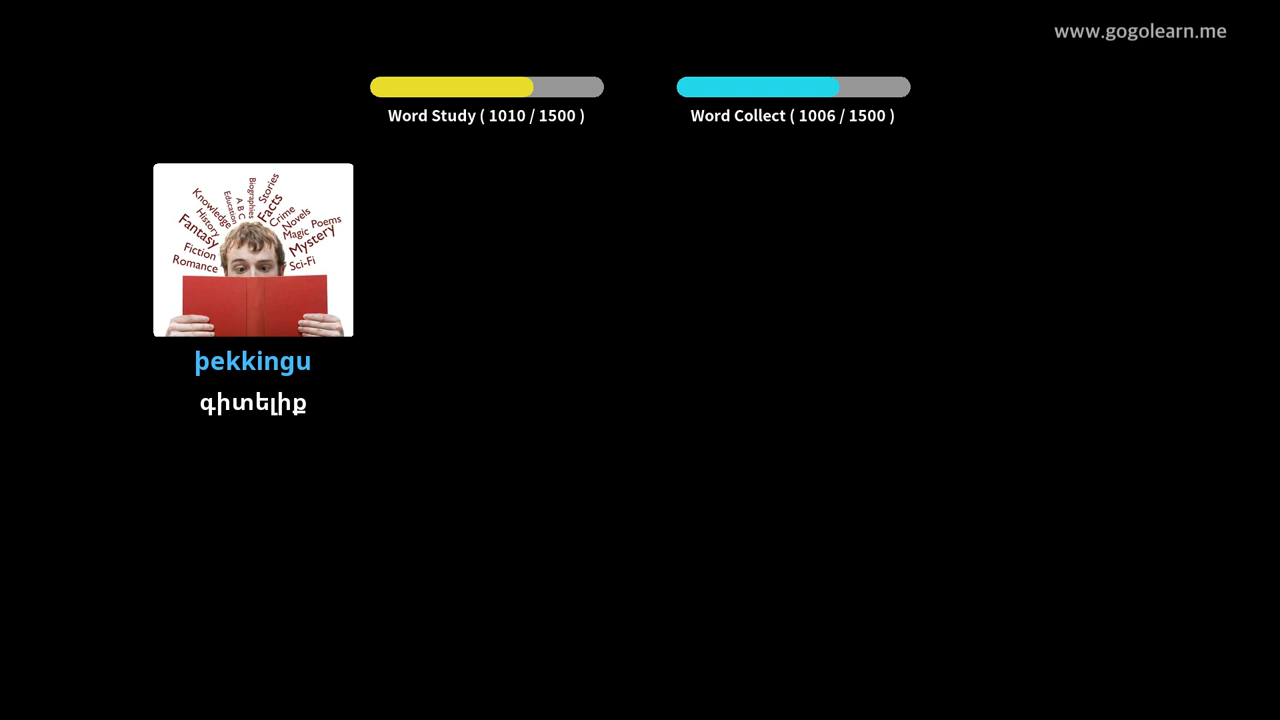 www.gogolearn.me
Word Study ( 1010 / 1500 )
Word Collect ( 1006 / 1500 )
Knowledge
History
Fantasy
Fiction
Romance
Education
A B C
Biographies
Stories
Facts
Crime
Novels
Magic
Poems
Mystery
Sci-Fi
þekkingu
գիտելիք